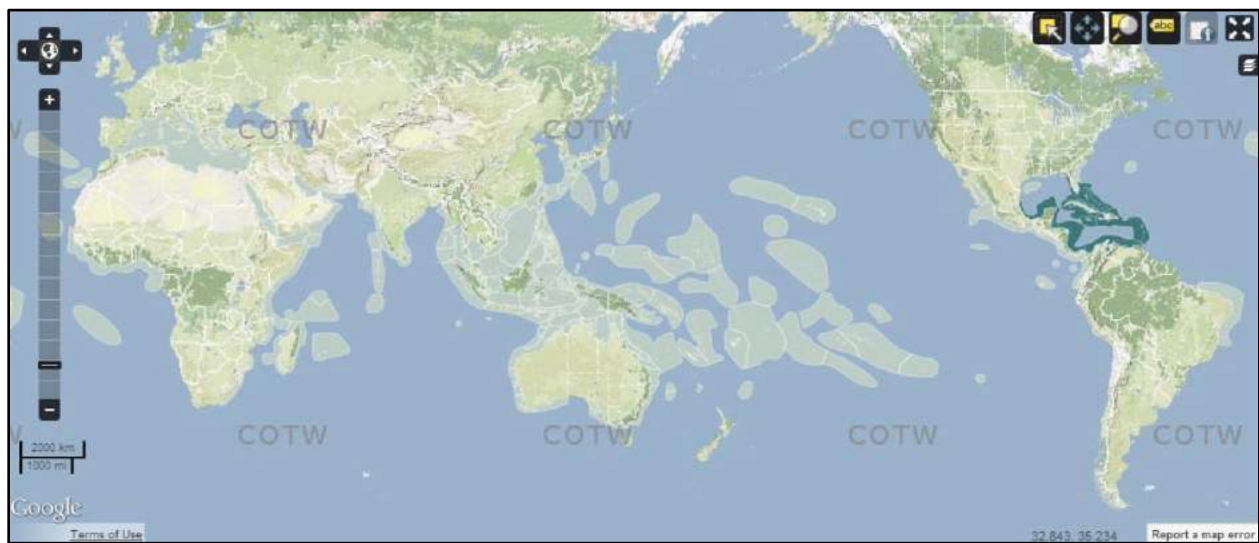 abc
+
COTW COTW COTW COTW
−
COTW COTW COTW COTW
2000 km
1000 mi
Google
Terms of Use
32.843, 35.234
Report a map error